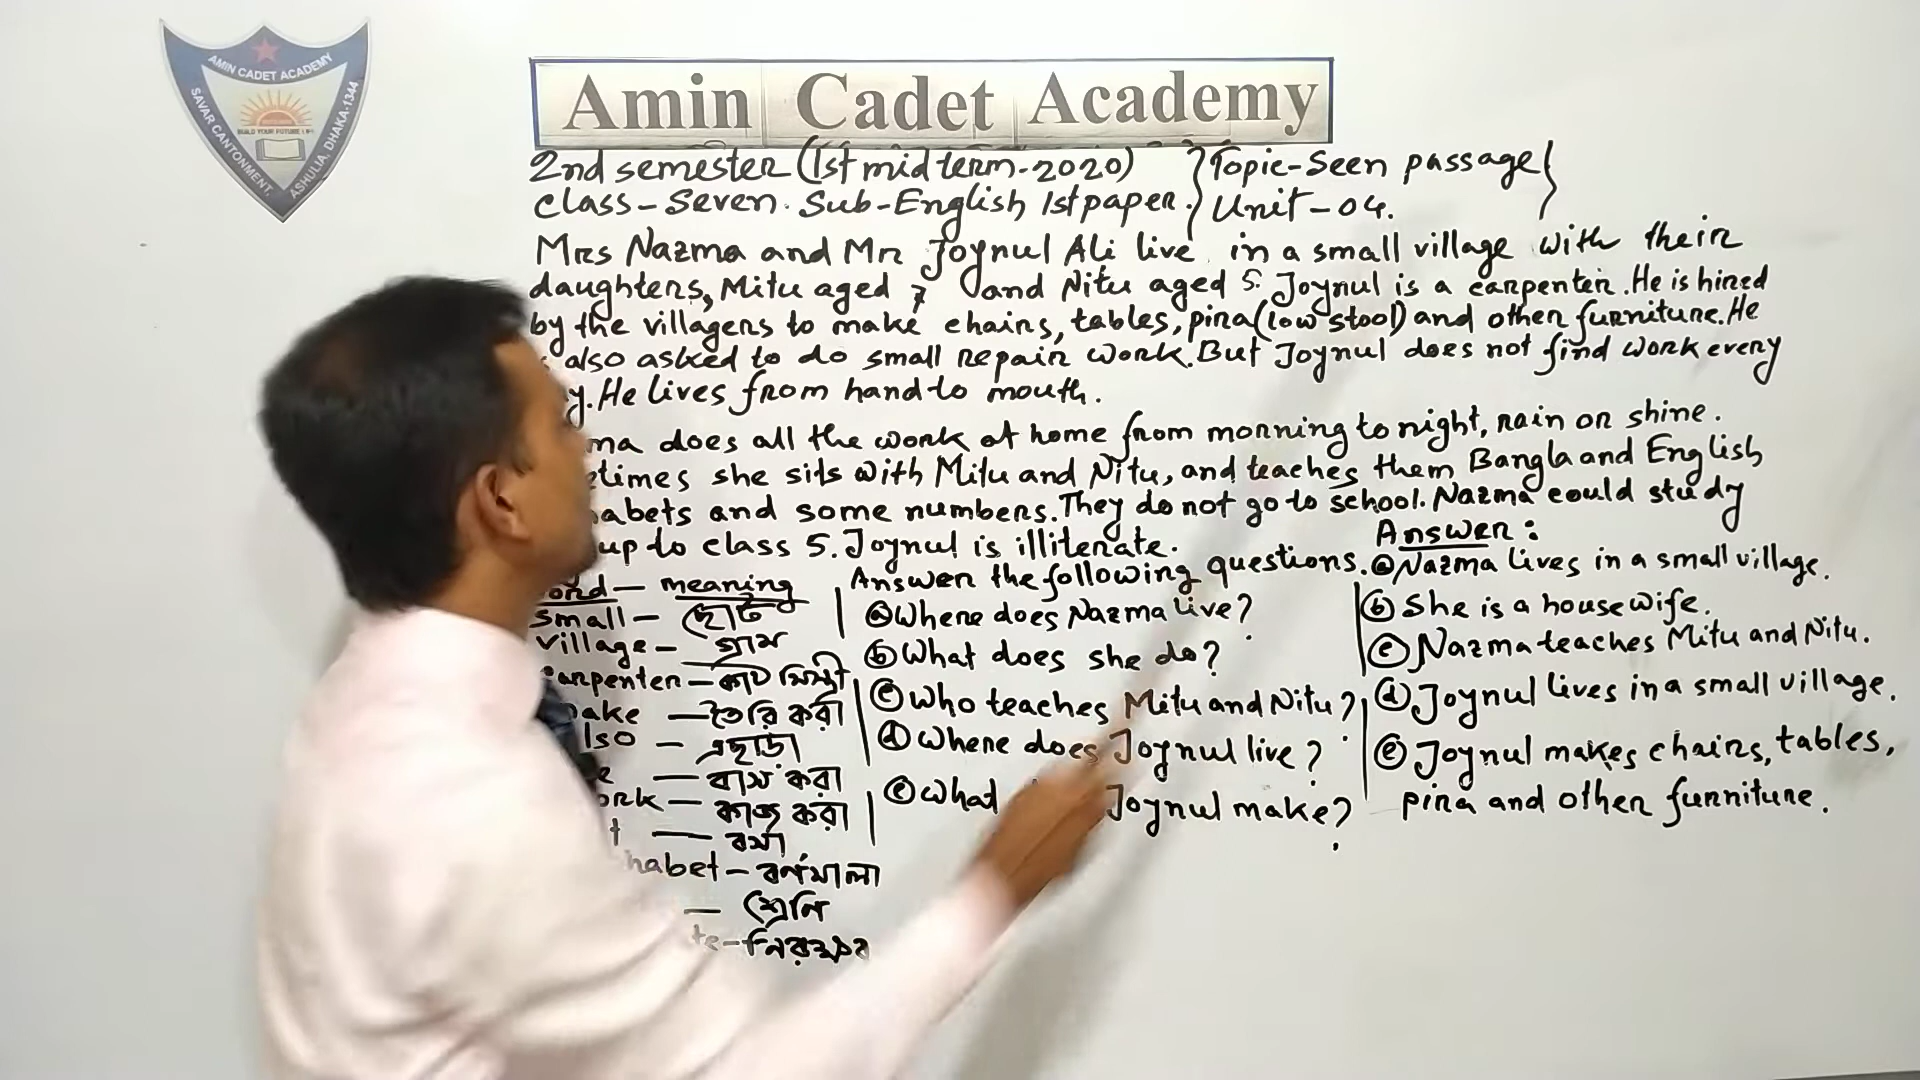 AMIN CADET ACADEMY
SAVAR CANTONMENT.
ASHULIA, DHAKA-1344
BUILD YOUR FUTURE
Amin Cadet Academy
2nd semester (1st mid term-2020)
Class-Seven. Sub-English 1st paper.
Topic-Seen passage
Unit-04.
Mrs Nazma and Mr Joynul Ali live in a small village with their
daughters, Mitu aged 7 and Nitu aged 5. Joynul is a carpenter. He is hired
by the villagers to make chairs, tables, pira (low stool) and other furniture. He
also asked to do small repair work. But Joynul does not find work every
y. He lives from hand to mouth.
ma does all the work at home from morning to night, rain or shine.
etimes she sits with Mitu and Nitu, and teaches them Bangla and English
habets and some numbers. They do not go to school. Nazma could study
up to class 5. Joynul is illiterate.
ord - meaning
small - ছোট
village - গ্রাম
carpenter - কাঠ মিস্ত্রী
ake - তৈরি করা
lso - এছাড়া
e - বাস করা
ork - কাজ করা
t - বসা
habet - বর্ণমালা
- শ্রেনি
te - নিরক্ষর
Answer the following questions.
(a) Where does Nazma live?
(b) What does she do?
(c) Who teaches Mitu and Nitu?
(d) Where does Joynul live?
(e) What Joynul make?
Answer:
(a) Nazma lives in a small village.
(b) She is a housewife.
(c) Nazma teaches Mitu and Nitu.
(d) Joynul lives in a small village.
(e) Joynul makes chairs, tables,
pira and other furniture.